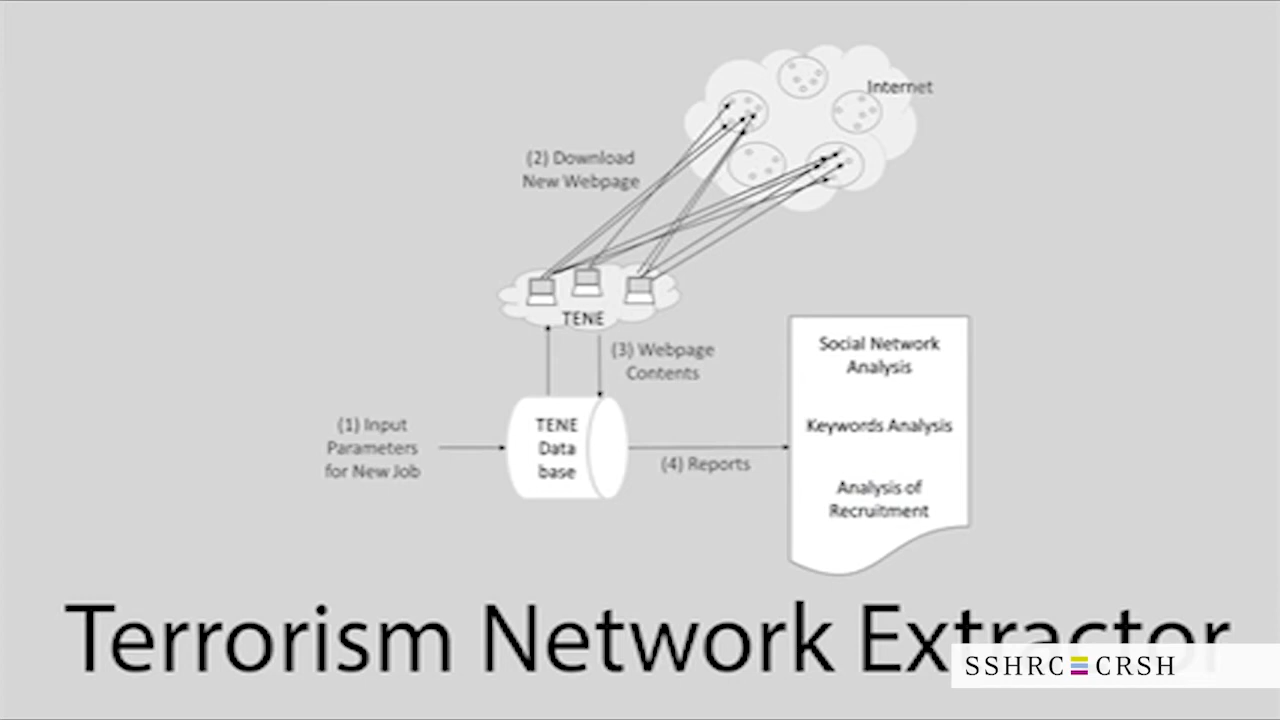 Internet
(2) Download
New Webpage
TENE
(3) Webpage
Contents
Social Network
Analysis
Keywords Analysis
Analysis of
Recruitment
(1) Input
Parameters
for New Job
TENE
Data
base
(4) Reports
Terrorism Network Extractor
SSHRC CRSH